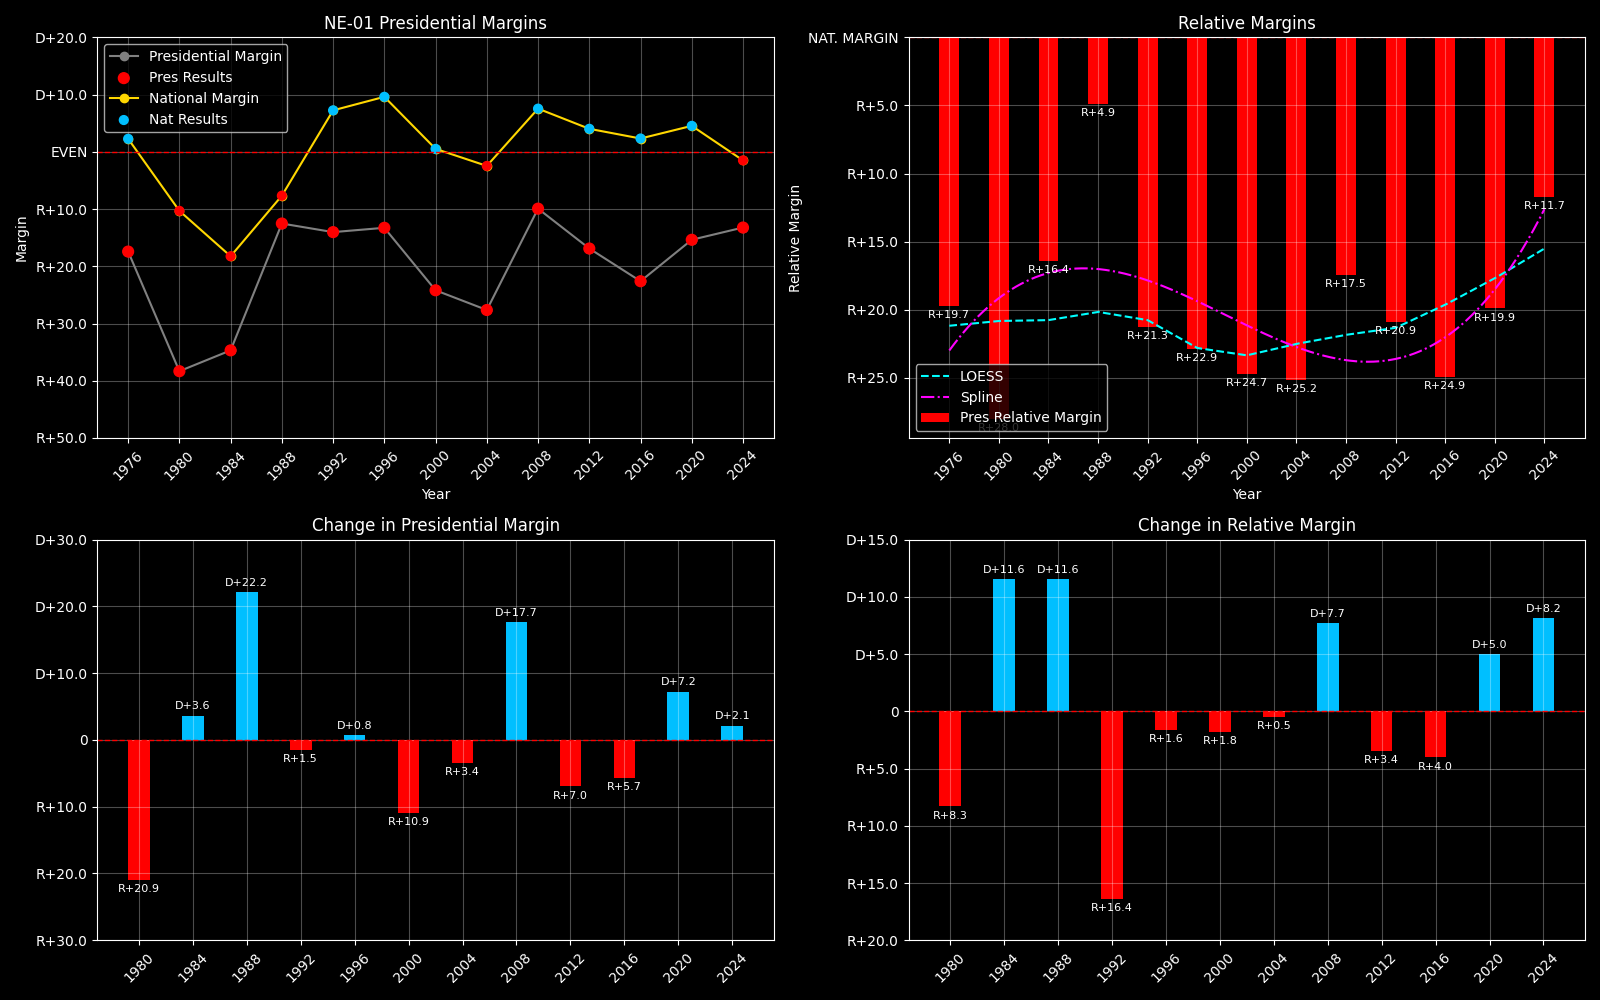 NE-01 Presidential Margins
D+20.0
D+10.0
EVEN
R+10.0
R+20.0
R+30.0
R+40.0
R+50.0
Margin
Presidential Margin
Pres Results
National Margin
Nat Results
1976
1980
1984
1988
1992
1996
2000
2004
2008
2012
2016
2020
2024
Year
Relative Margins
NAT. MARGIN
R+5.0
R+10.0
R+15.0
R+20.0
R+25.0
Relative Margin
R+19.7
R+28.0
R+16.4
R+4.9
R+21.3
R+22.9
R+24.7
R+25.2
R+17.5
R+20.9
R+24.9
R+19.9
R+11.7
LOESS
Spline
Pres Relative Margin
1976
1980
1984
1988
1992
1996
2000
2004
2008
2012
2016
2020
2024
Year
Change in Presidential Margin
D+30.0
D+20.0
D+10.0
0
R+10.0
R+20.0
R+30.0
R+20.9
D+3.6
D+22.2
R+1.5
D+0.8
R+10.9
R+3.4
D+17.7
R+7.0
R+5.7
D+7.2
D+2.1
1980
1984
1988
1992
1996
2000
2004
2008
2012
2016
2020
2024
Change in Relative Margin
D+15.0
D+10.0
D+5.0
0
R+5.0
R+10.0
R+15.0
R+20.0
R+8.3
D+11.6
D+11.6
R+16.4
R+1.6
R+1.8
R+0.5
D+7.7
R+3.4
R+4.0
D+5.0
D+8.2
1980
1984
1988
1992
1996
2000
2004
2008
2012
2016
2020
2024